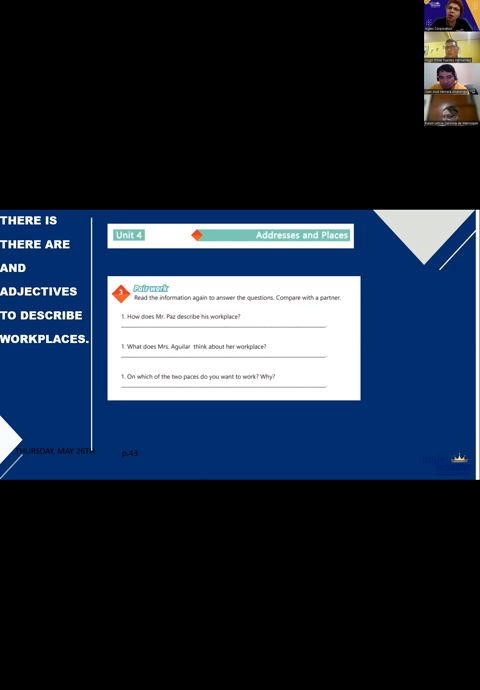 THERE IS
THERE ARE
AND
ADJECTIVES
TO DESCRIBE
WORKPLACES.
Unit 4
Addresses and Places
3
Pair work
Read the information again to answer the questions. Compare with a partner.
1. How does Mr. Paz describe his workplace?
1. What does Mrs. Aguilar think about her workplace?
1. On which of the two paces do you want to work? Why?
THURSDAY, MAY 26TH
p.43